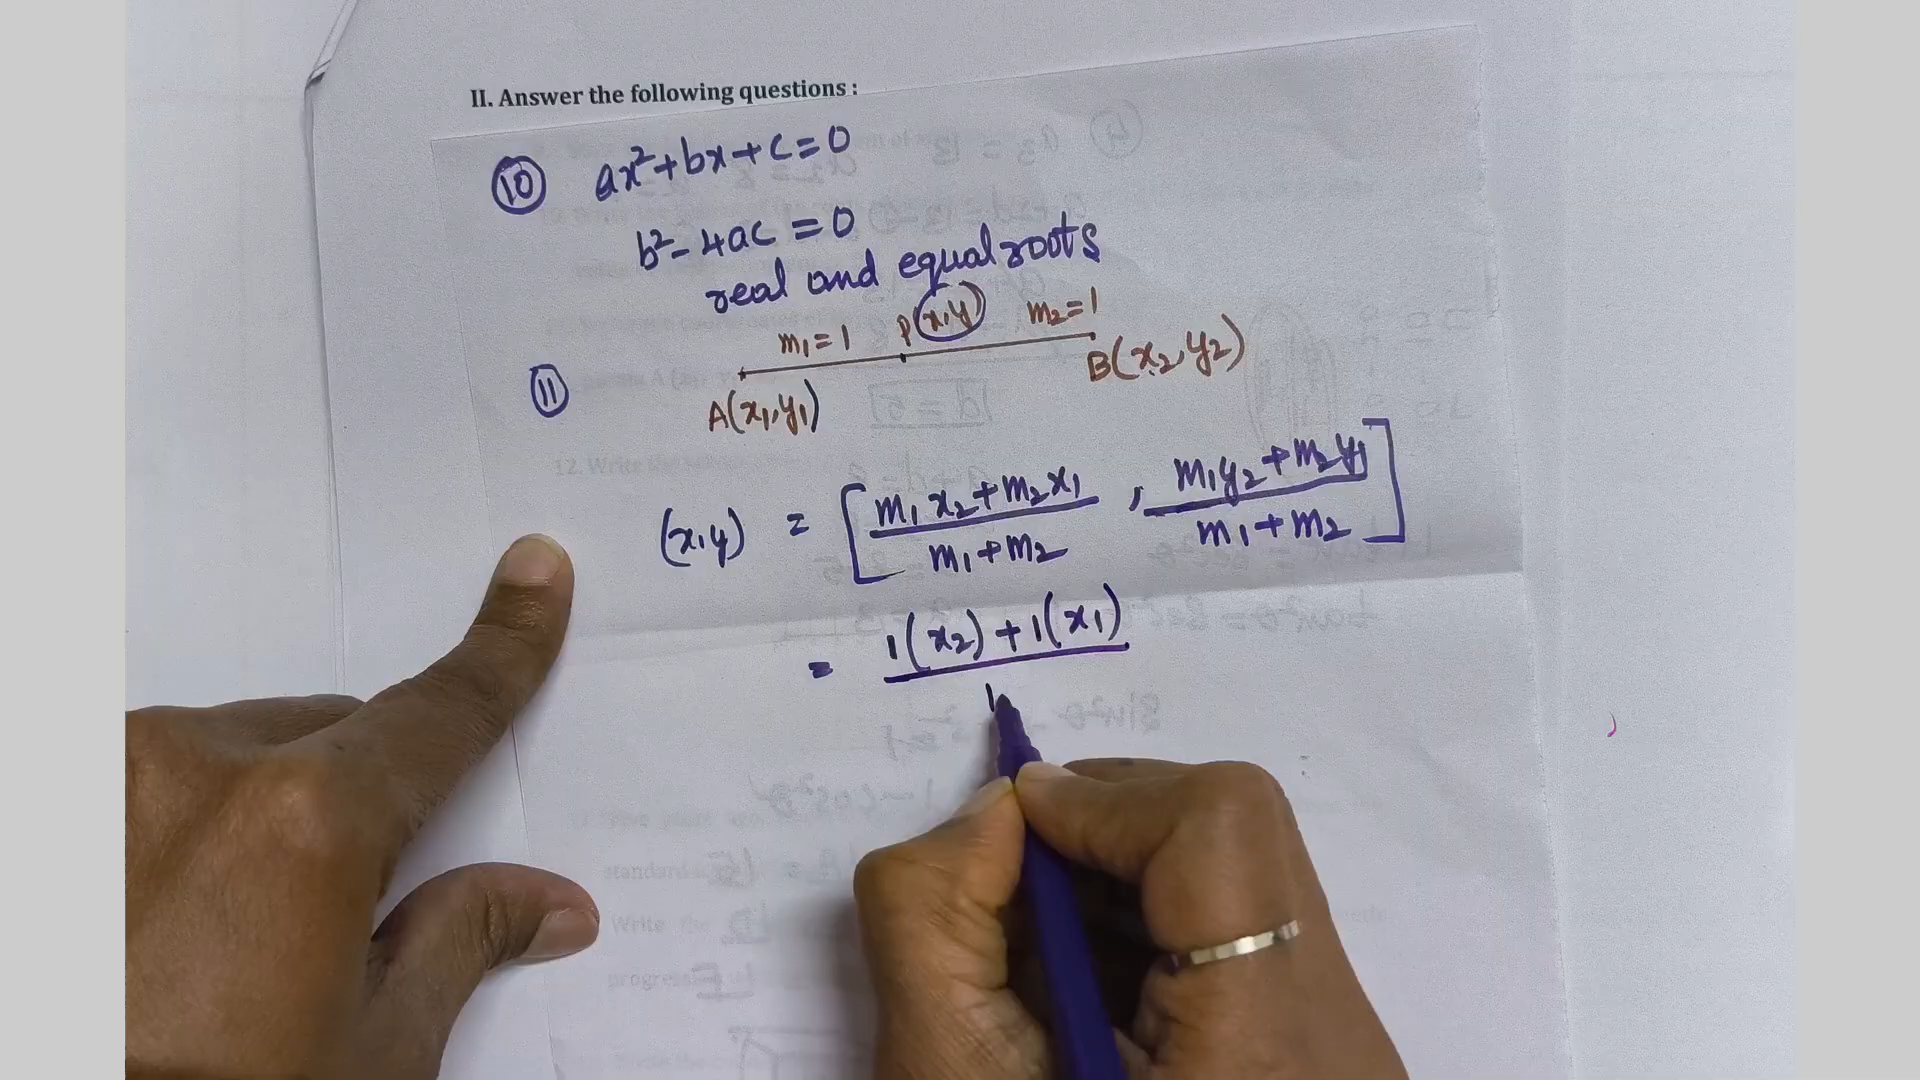 II. Answer the following questions :
10 ax²+bx+c=0
b²-4ac=0
real and equal roots
m₁=1 P(x,y) m₂=1
11
A(x₁,y₁) B(x₂,y₂)
(x,y) = [m₁x₂+m₂x₁/m₁+m₂ , m₁y₂+m₂y₁/m₁+m₂]
= 1(x₂)+1(x₁)/1